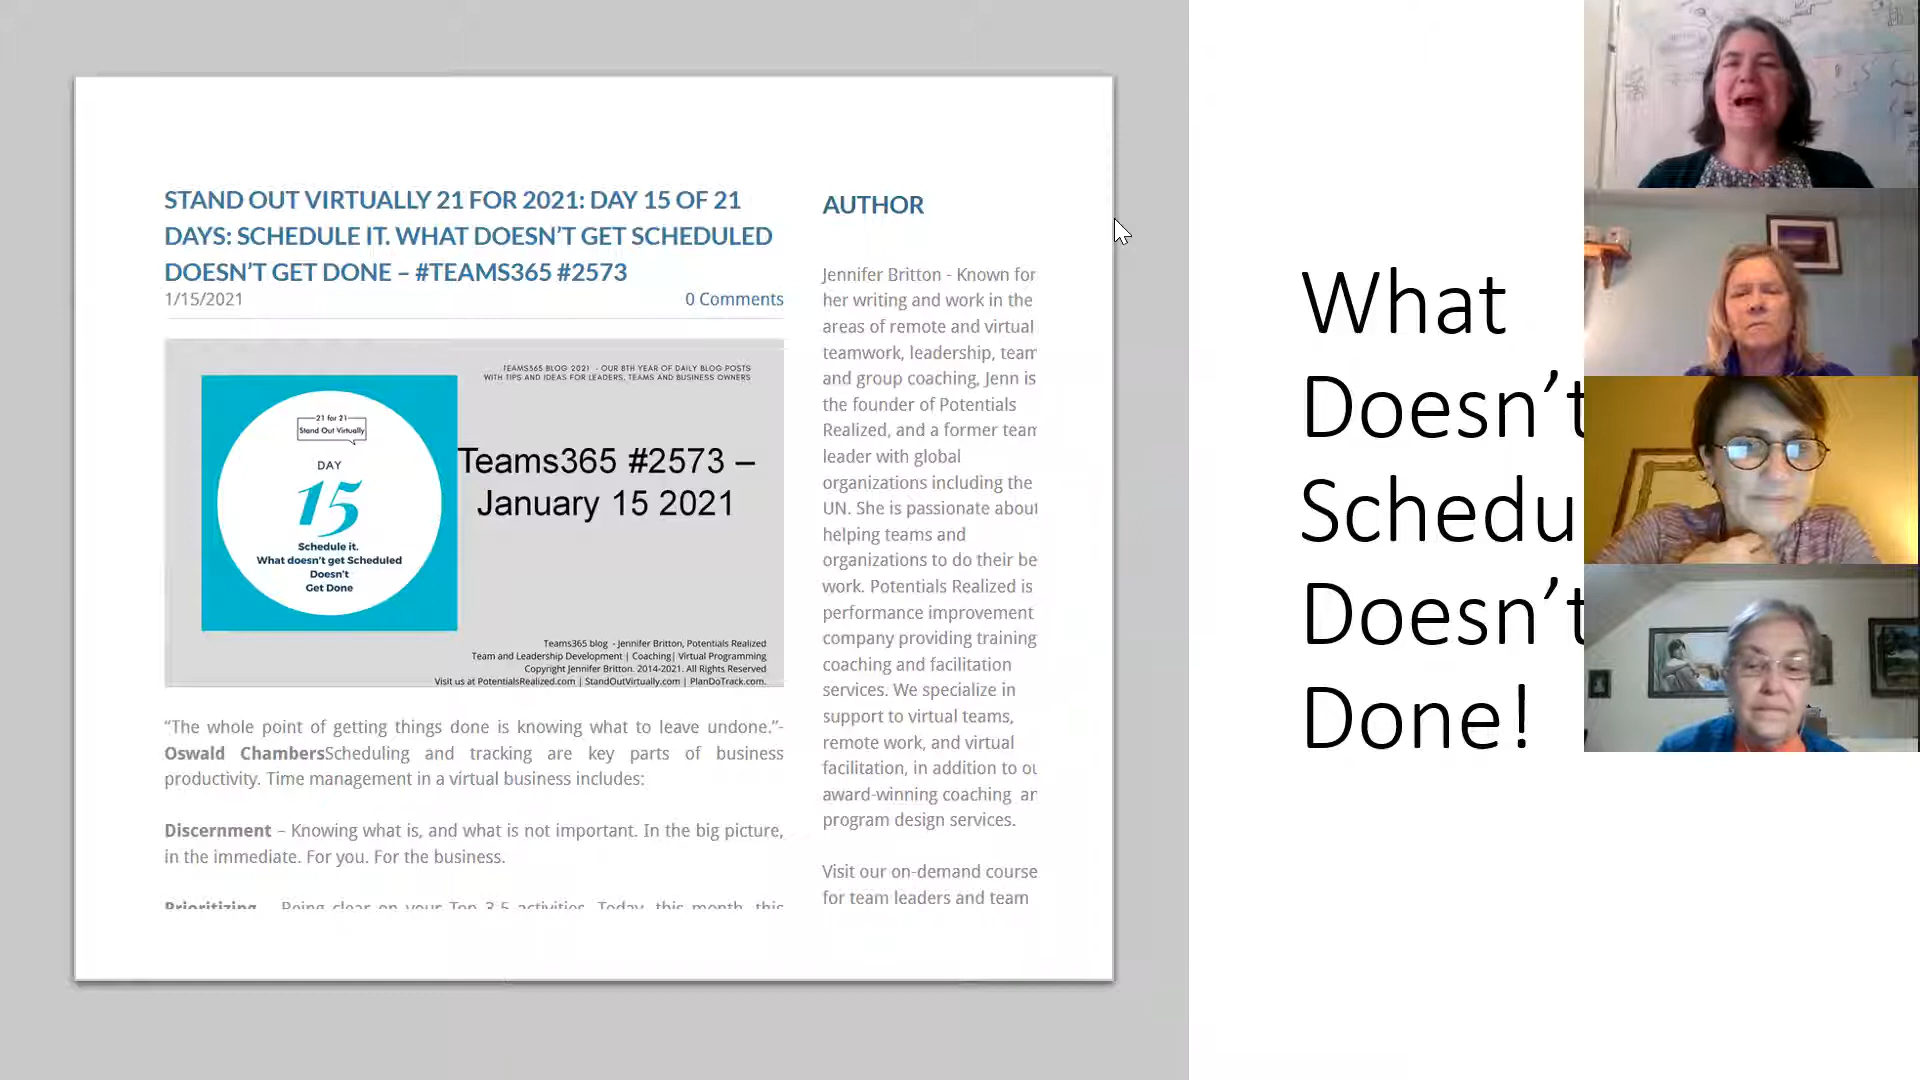 STAND OUT VIRTUALLY 21 FOR 2021: DAY 15 OF 21
DAYS: SCHEDULE IT. WHAT DOESN'T GET SCHEDULED
DOESN'T GET DONE – #TEAMS365 #2573
1/15/2021
0 Comments
TEAMS365 BLOG 2021 - OUR 8TH YEAR OF DAILY BLOG POSTS
WITH TIPS AND IDEAS FOR LEADERS, TEAMS AND BUSINESS OWNERS
21 for 21
Stand Out Virtually
DAY
15
Schedule it.
What doesn't get Scheduled
Doesn't
Get Done
Teams365 #2573 –
January 15 2021
Teams365 blog - Jennifer Britton, Potentials Realized
Team and Leadership Development | Coaching| Virtual Programming
Copyright Jennifer Britton. 2014-2021. All Rights Reserved
Visit us at PotentialsRealized.com | StandOutVirtually.com | PlanDoTrack.com.
"The whole point of getting things done is knowing what to leave undone."-
Oswald ChambersScheduling and tracking are key parts of business
productivity. Time management in a virtual business includes:
Discernment – Knowing what is, and what is not important. In the big picture,
in the immediate. For you. For the business.
Prioritizing – Being clear on your Top 3-5 activities. Today, this month, this
AUTHOR
Jennifer Britton - Known for
her writing and work in the
areas of remote and virtual
teamwork, leadership, team
and group coaching, Jenn is
the founder of Potentials
Realized, and a former team
leader with global
organizations including the
UN. She is passionate about
helping teams and
organizations to do their be
work. Potentials Realized is
performance improvement
company providing training
coaching and facilitation
services. We specialize in
support to virtual teams,
remote work, and virtual
facilitation, in addition to ou
award-winning coaching ar
program design services.
Visit our on-demand course
for team leaders and team
What
Doesn't
Schedu
Doesn't
Done!